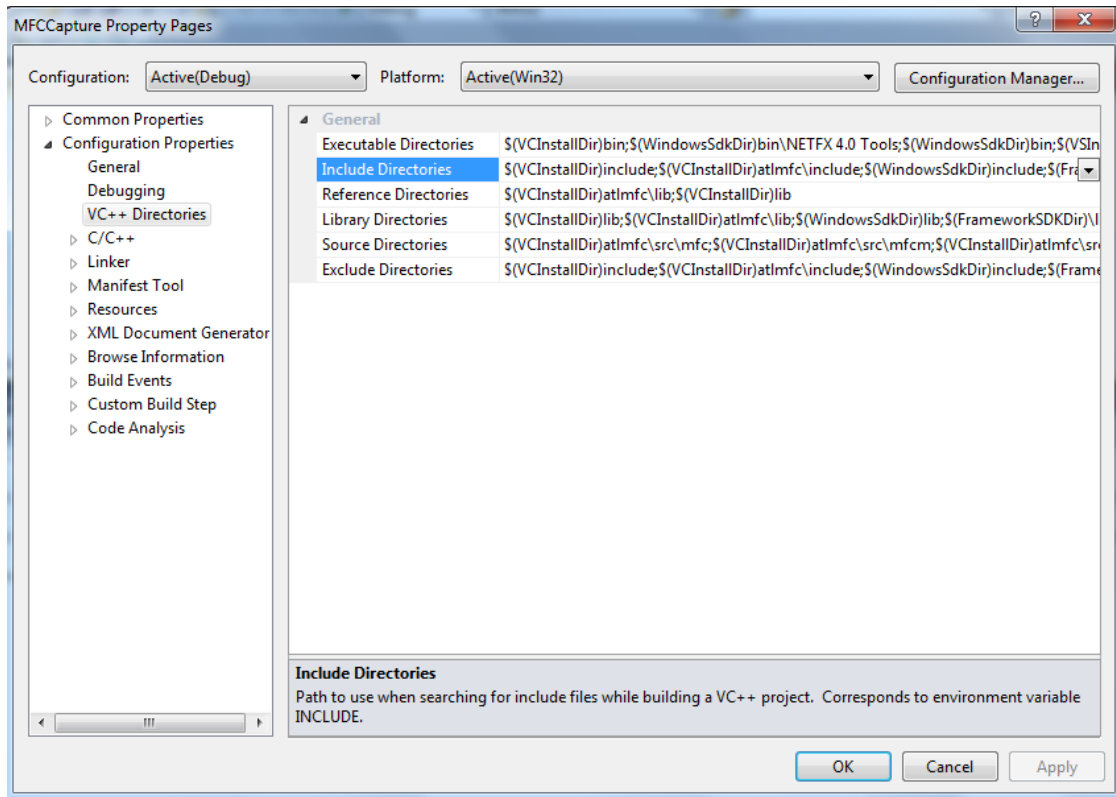 MFCCapture Property Pages
Configuration: Active(Debug) Platform: Active(Win32) Configuration Manager...
Common Properties
Configuration Properties
General
Debugging
VC++ Directories
C/C++
Linker
Manifest Tool
Resources
XML Document Generator
Browse Information
Build Events
Custom Build Step
Code Analysis
General
Executable Directories $(VCInstallDir)bin;$(WindowsSdkDir)bin\NETFX 4.0 Tools;$(WindowsSdkDir)bin;$(VSIn
Include Directories $(VCInstallDir)include;$(VCInstallDir)atlmfc\include;$(WindowsSdkDir)include;$(Fra
Reference Directories $(VCInstallDir)atlmfc\lib;$(VCInstallDir)lib
Library Directories $(VCInstallDir)lib;$(VCInstallDir)atlmfc\lib;$(WindowsSdkDir)lib;$(FrameworkSDKDir)\l
Source Directories $(VCInstallDir)atlmfc\src\mfc;$(VCInstallDir)atlmfc\src\mfcm;$(VCInstallDir)atlmfc\sr
Exclude Directories $(VCInstallDir)include;$(VCInstallDir)atlmfc\include;$(WindowsSdkDir)include;$(Frame
Include Directories
Path to use when searching for include files while building a VC++ project. Corresponds to environment variable
INCLUDE.
OK Cancel Apply